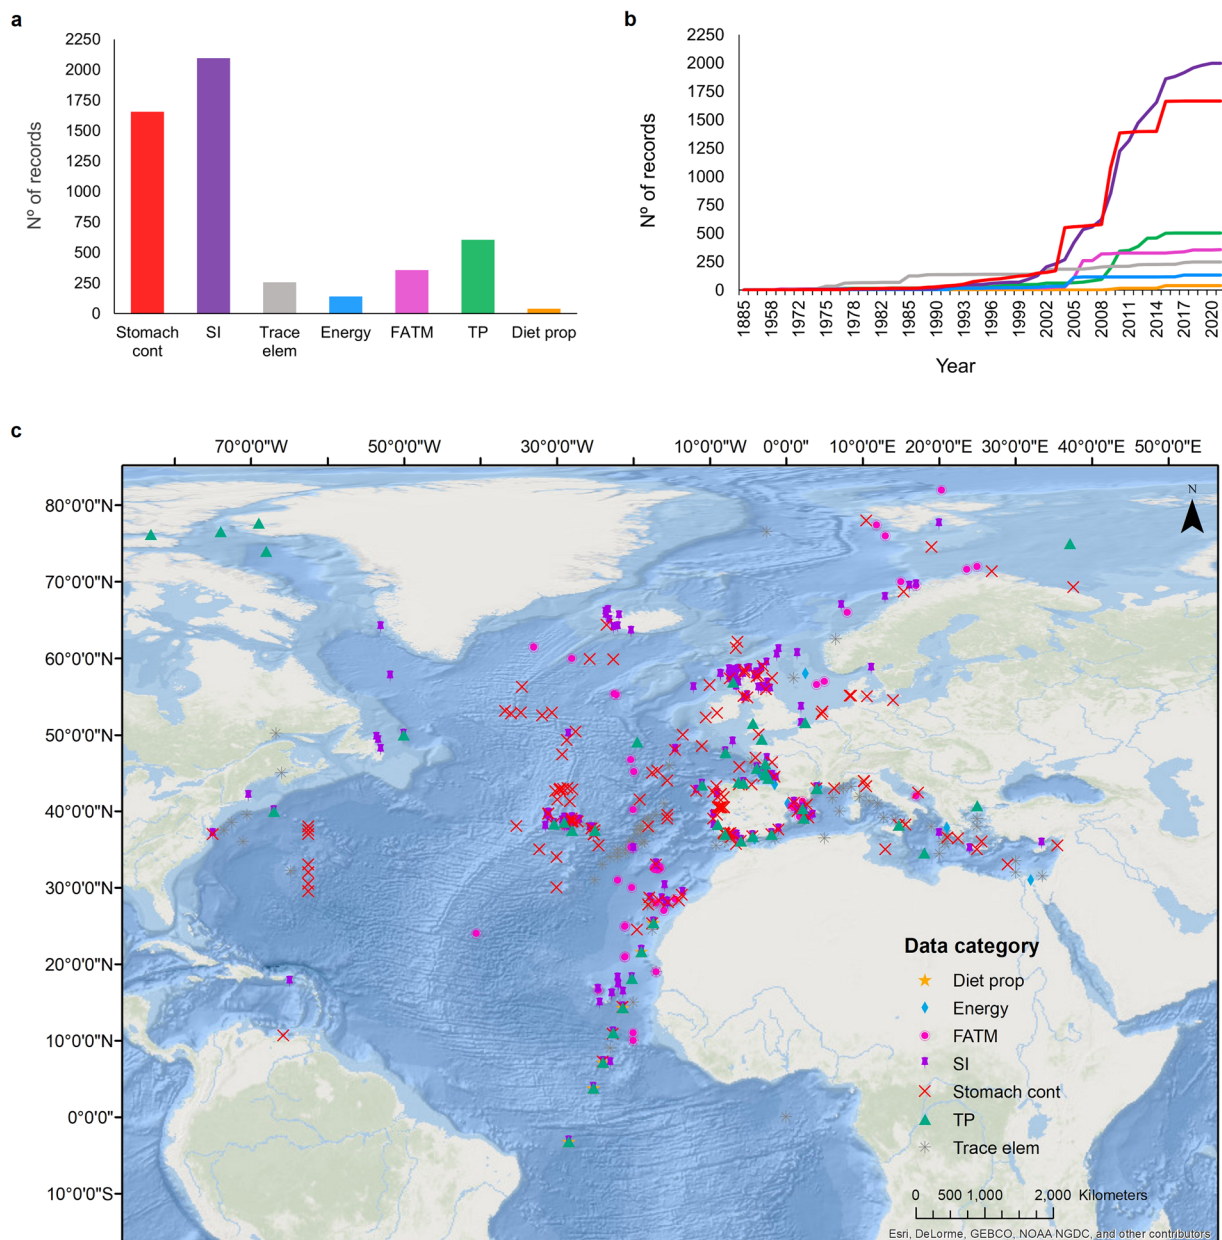 a
2250
2000
1750
1500
1250
1000
750
500
250
0
Nº of records
Stomach cont
SI
Trace elem
Energy
FATM
TP
Diet prop
b
2250
2000
1750
1500
1250
1000
750
500
250
0
Nº of records
1885
1958
1972
1976
1979
1982
1985
1987
1990
1993
1996
1999
2002
2005
2008
2011
2014
2017
2020
Year
c
70°0'0"W
50°0'0"W
30°0'0"W
10°0'0"W
0°0'0"
10°0'0"E
20°0'0"E
30°0'0"E
40°0'0"E
50°0'0"E
80°0'0"N
70°0'0"N
60°0'0"N
50°0'0"N
40°0'0"N
30°0'0"N
20°0'0"N
10°0'0"N
0°0'0"
10°0'0"S
N
Data category
Diet prop
Energy
FATM
SI
Stomach cont
TP
Trace elem
0 500 1,000 2,000 Kilometers
Esri, DeLorme, GEBCO, NOAA NGDC, and other contributors